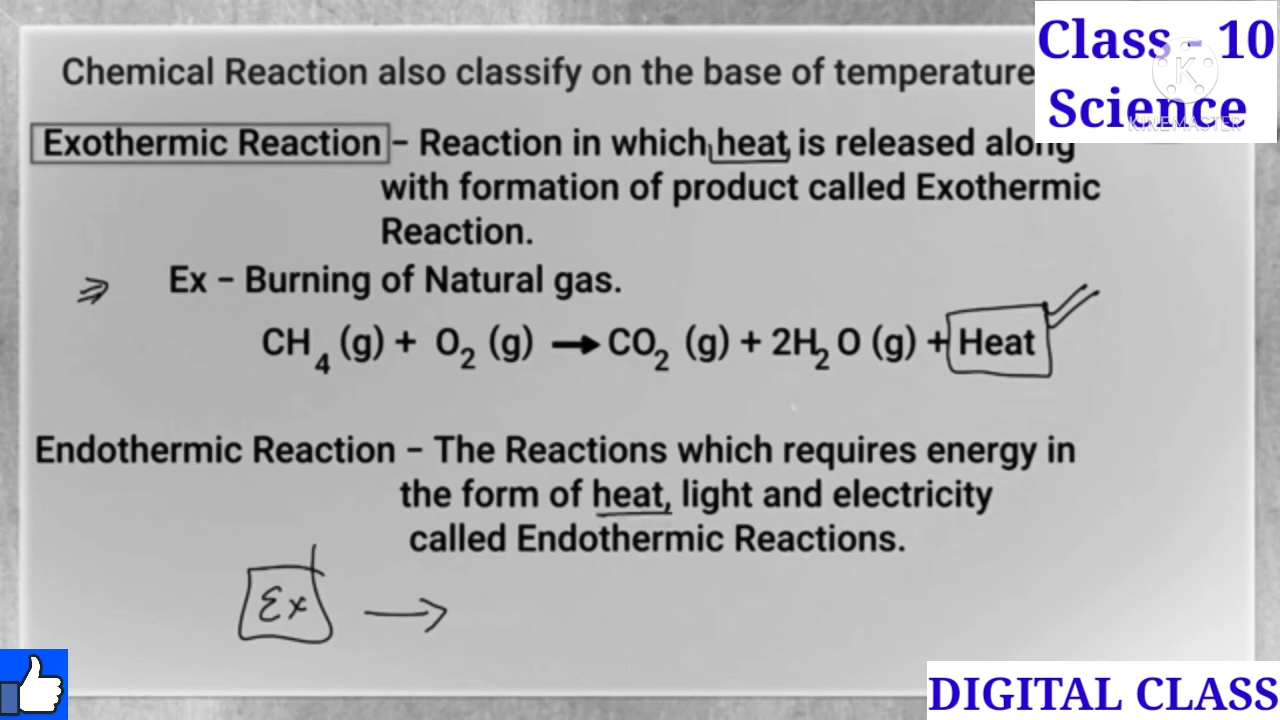 Class - 10
Science
KINEMASTER
Chemical Reaction also classify on the base of temperature
Exothermic Reaction - Reaction in which heat is released along
with formation of product called Exothermic
Reaction.
Ex - Burning of Natural gas.
CH4 (g) + O2 (g) → CO2 (g) + 2H2O (g) + Heat
Endothermic Reaction - The Reactions which requires energy in
the form of heat, light and electricity
called Endothermic Reactions.
Ex →
DIGITAL CLASS